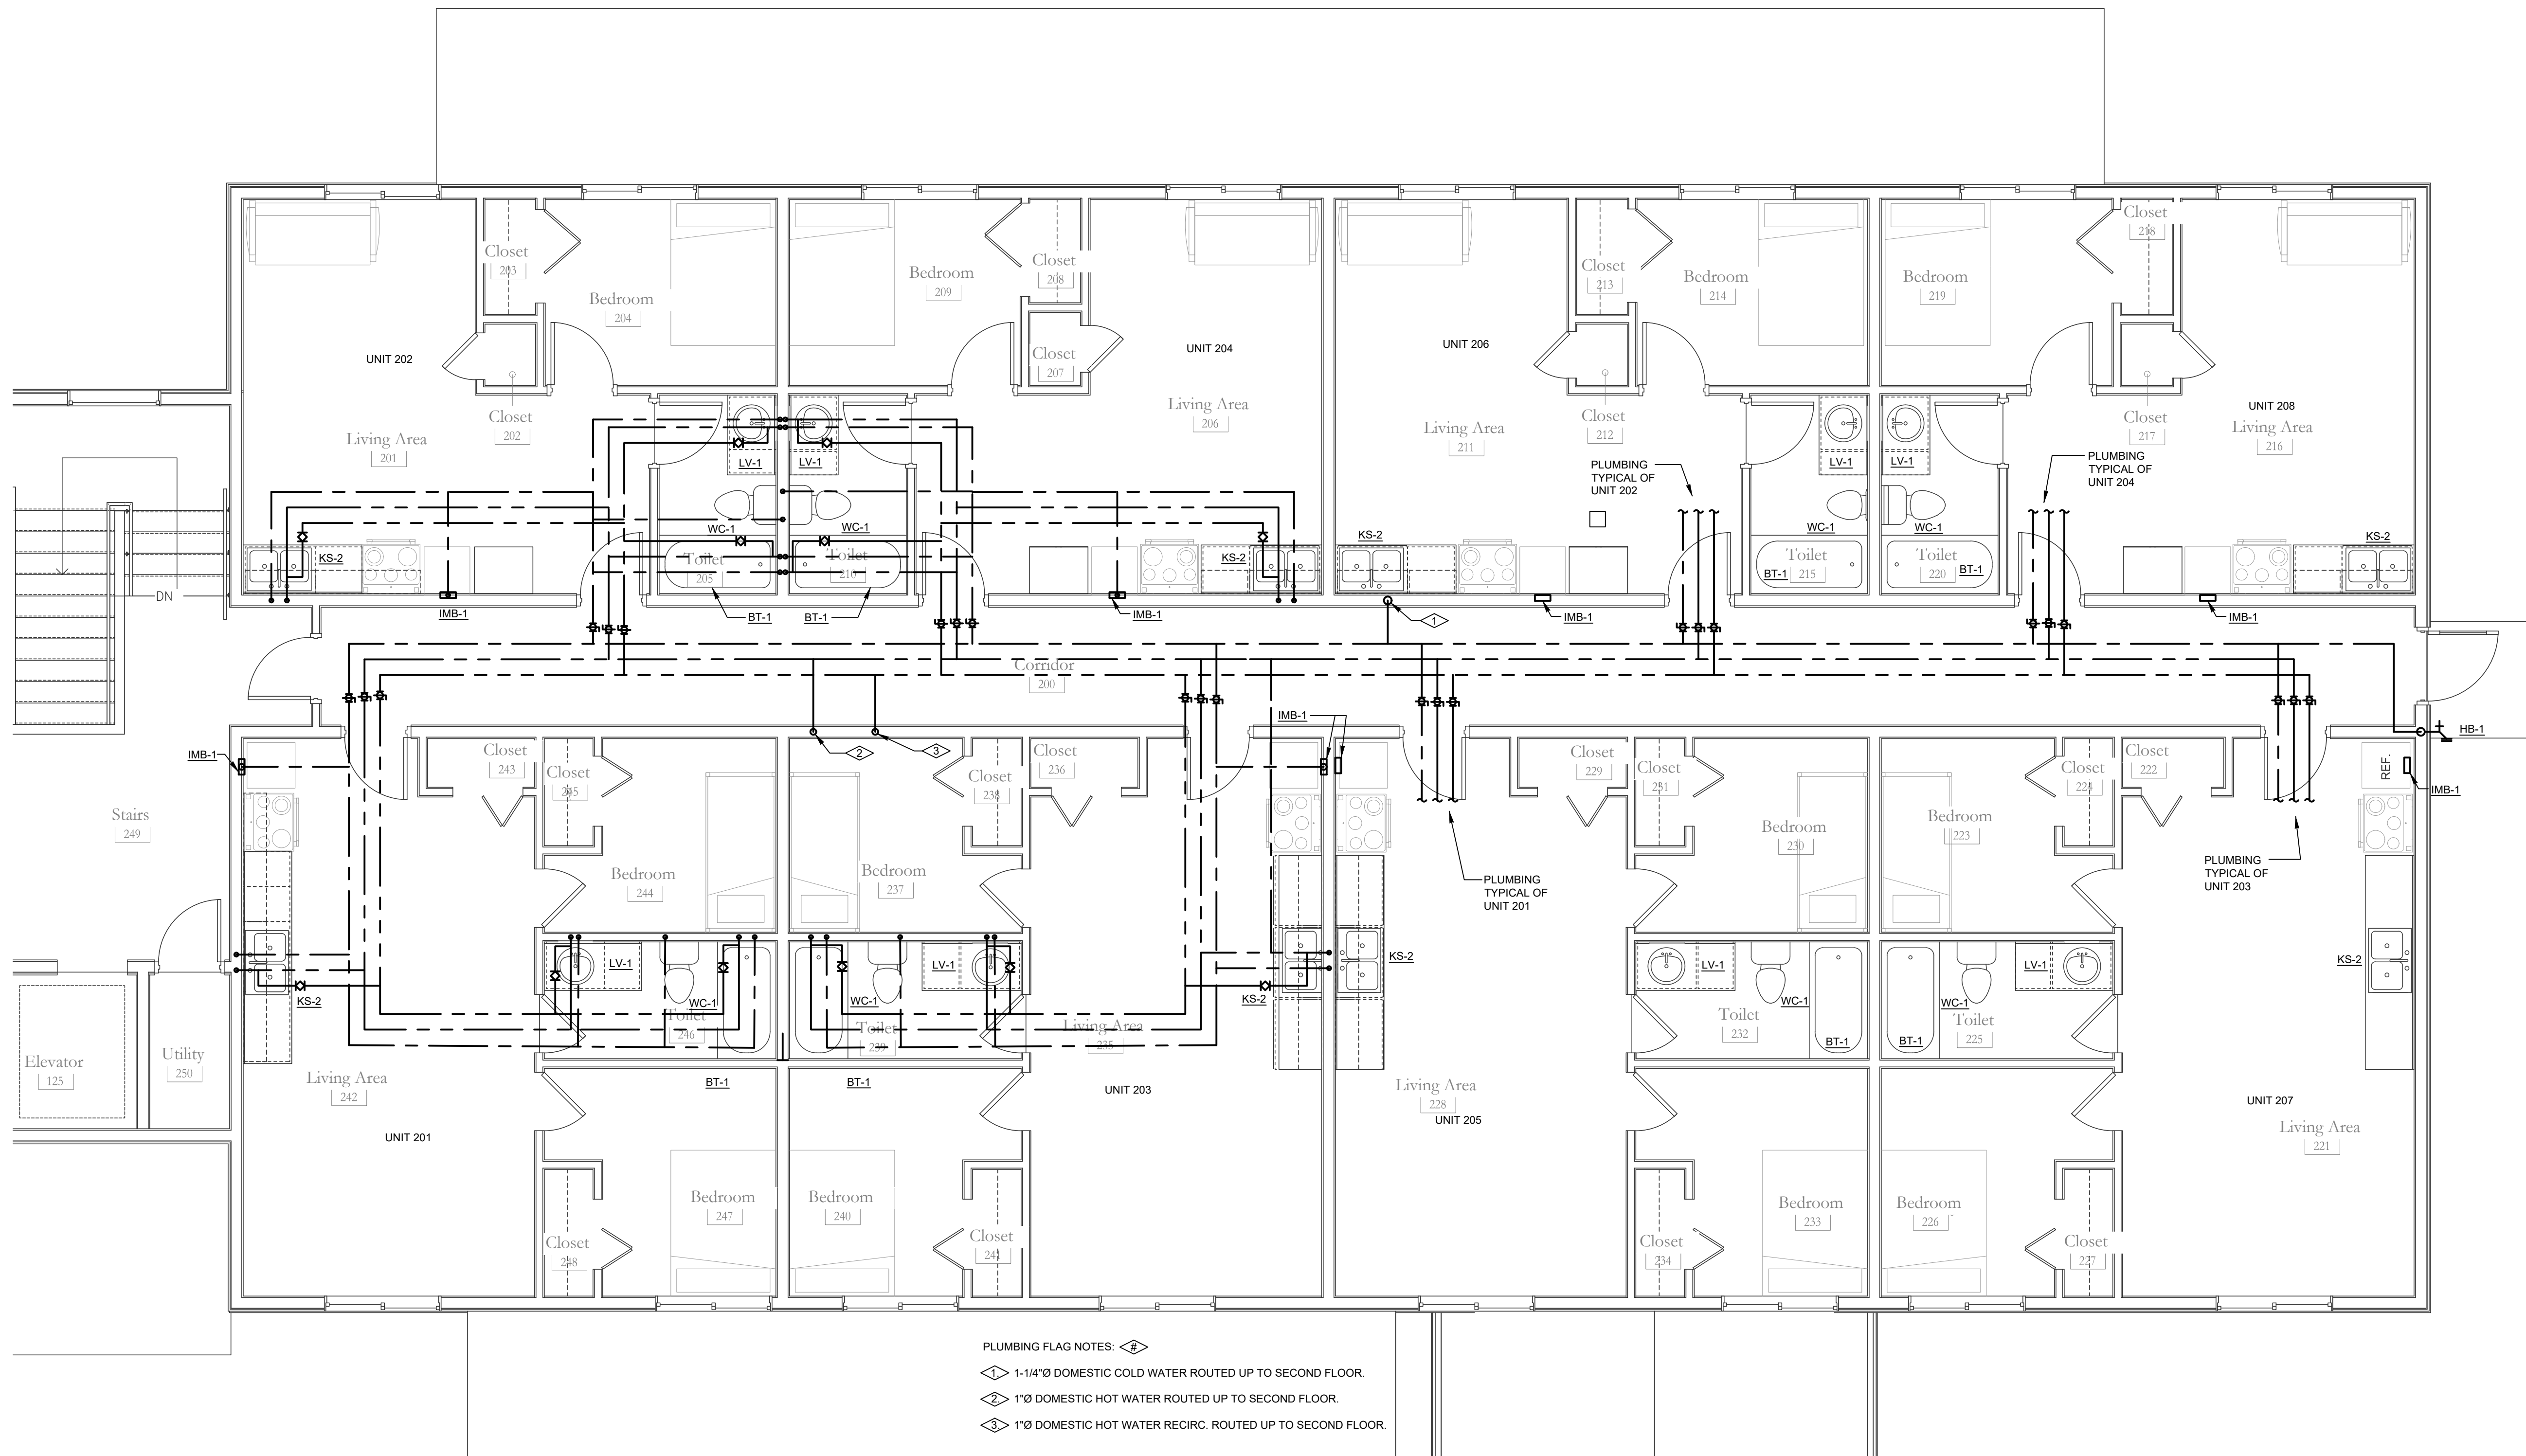 Closet
203
Bedroom
204
UNIT 202
Closet
202
Living Area
201
Bedroom
209
Closet
208
Closet
207
UNIT 204
Living Area
206
UNIT 206
Living Area
211
Closet
213
Bedroom
214
Closet
212
Bedroom
219
Closet
218
Closet
217
UNIT 208
Living Area
216
LV-1
LV-1
LV-1
LV-1
PLUMBING
TYPICAL OF
UNIT 202
PLUMBING
TYPICAL OF
UNIT 204
WC-1
WC-1
WC-1
WC-1
KS-2
KS-2
KS-2
KS-2
Toilet
205
Toilet
210
Toilet
215
BT-1
Toilet
220
BT-1
DN
IMB-1
BT-1
BT-1
IMB-1
1
IMB-1
IMB-1
Corridor
200
IMB-1
2
3
IMB-1
HB-1
IMB-1
REF.
Stairs
249
Closet
243
Closet
245
Closet
238
Closet
236
Closet
229
Closet
231
Closet
224
Closet
222
Bedroom
244
Bedroom
237
Bedroom
230
Bedroom
223
PLUMBING
TYPICAL OF
UNIT 201
PLUMBING
TYPICAL OF
UNIT 203
LV-1
LV-1
LV-1
LV-1
KS-2
KS-2
KS-2
KS-2
WC-1
WC-1
WC-1
WC-1
Toilet
246
Toilet
239
Living Area
235
Toilet
232
Toilet
225
BT-1
BT-1
BT-1
BT-1
Elevator
125
Utility
250
Living Area
242
UNIT 201
UNIT 203
Living Area
228
UNIT 205
UNIT 207
Living Area
221
Bedroom
247
Bedroom
240
Bedroom
233
Bedroom
226
Closet
248
Closet
241
Closet
234
Closet
227
PLUMBING FLAG NOTES: #
1. 1-1/4"Ø DOMESTIC COLD WATER ROUTED UP TO SECOND FLOOR.
2. 1"Ø DOMESTIC HOT WATER ROUTED UP TO SECOND FLOOR.
3. 1"Ø DOMESTIC HOT WATER RECIRC. ROUTED UP TO SECOND FLOOR.